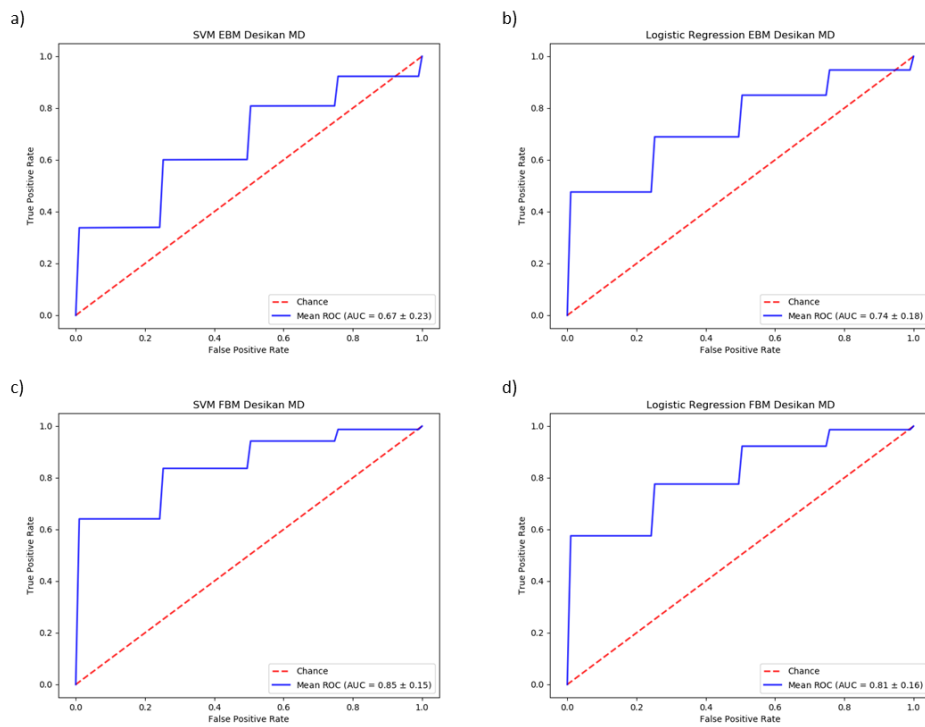 a)
SVM EBM Desikan MD
1.0
0.8
0.6
0.4
0.2
0.0
True Positive Rate
0.0 0.2 0.4 0.6 0.8 1.0
False Positive Rate
Chance
Mean ROC (AUC = 0.67 ± 0.23)
b)
Logistic Regression EBM Desikan MD
1.0
0.8
0.6
0.4
0.2
0.0
True Positive Rate
0.0 0.2 0.4 0.6 0.8 1.0
False Positive Rate
Chance
Mean ROC (AUC = 0.74 ± 0.18)
c)
SVM FBM Desikan MD
1.0
0.8
0.6
0.4
0.2
0.0
True Positive Rate
0.0 0.2 0.4 0.6 0.8 1.0
False Positive Rate
Chance
Mean ROC (AUC = 0.85 ± 0.15)
d)
Logistic Regression FBM Desikan MD
1.0
0.8
0.6
0.4
0.2
0.0
True Positive Rate
0.0 0.2 0.4 0.6 0.8 1.0
False Positive Rate
Chance
Mean ROC (AUC = 0.81 ± 0.16)